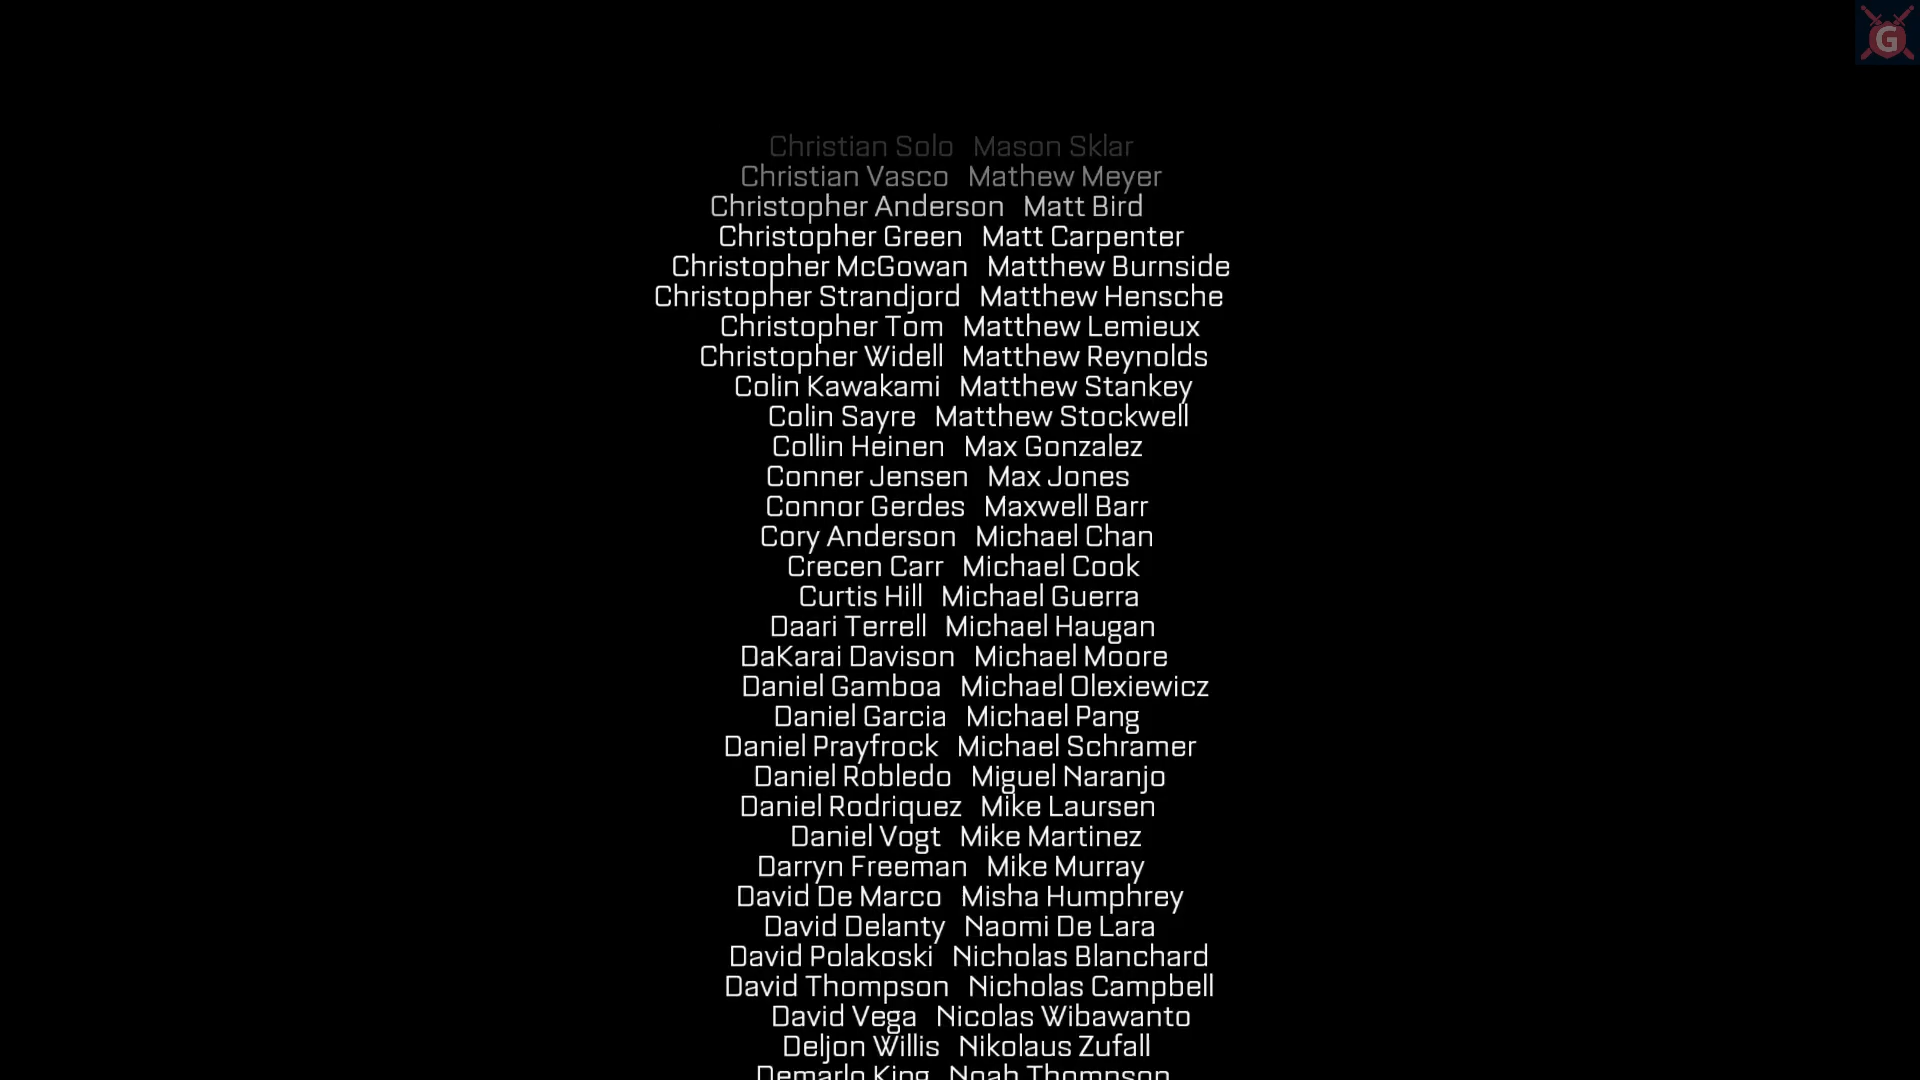 G
Christian Solo Mason Sklar
Christian Vasco Mathew Meyer
Christopher Anderson Matt Bird
Christopher Green Matt Carpenter
Christopher McGowan Matthew Burnside
Christopher Strandjord Matthew Hensche
Christopher Tom Matthew Lemieux
Christopher Widell Matthew Reynolds
Colin Kawakami Matthew Stankey
Colin Sayre Matthew Stockwell
Collin Heinen Max Gonzalez
Conner Jensen Max Jones
Connor Gerdes Maxwell Barr
Cory Anderson Michael Chan
Crecen Carr Michael Cook
Curtis Hill Michael Guerra
Daari Terrell Michael Haugan
DaKarai Davison Michael Moore
Daniel Gamboa Michael Olexiewicz
Daniel Garcia Michael Pang
Daniel Prayfrock Michael Schramer
Daniel Robledo Miguel Naranjo
Daniel Rodriquez Mike Laursen
Daniel Vogt Mike Martinez
Darryn Freeman Mike Murray
David De Marco Misha Humphrey
David Delanty Naomi De Lara
David Polakoski Nicholas Blanchard
David Thompson Nicholas Campbell
David Vega Nicolas Wibawanto
Deljon Willis Nikolaus Zufall
Demarlo King Noah Thompson